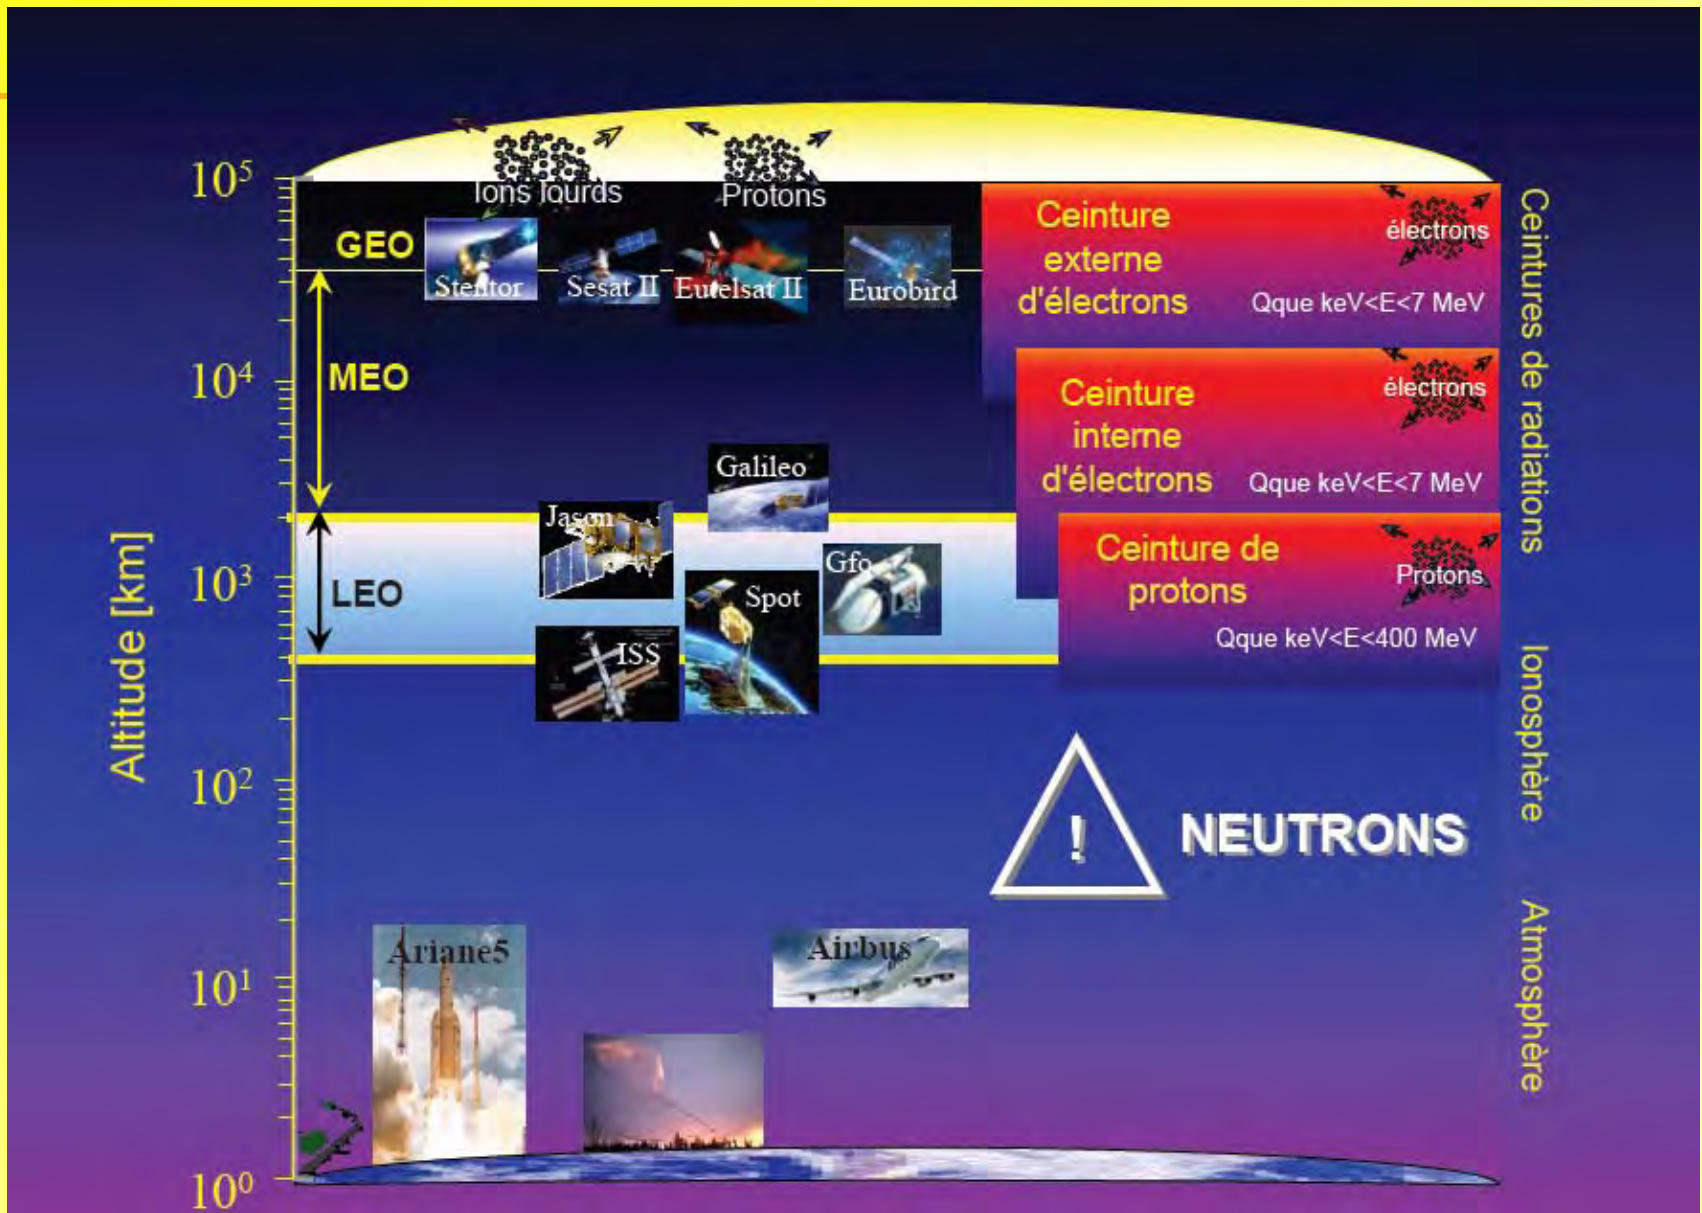 Ions lourds
Protons
10⁵
GEO
Stentor
Sesat II
Eutelsat II
Eurobird
Ceinture
externe
d'électrons
électrons
Qque keV<E<7 MeV
MEO
10⁴
Ceinture
interne
d'électrons
électrons
Qque keV<E<7 MeV
Galileo
Jason
Gfo
Spot
ISS
LEO
10³
Ceinture de
protons
Protons
Qque keV<E<400 MeV
Altitude [km]
10²
!
NEUTRONS
Ariane5
Airbus
10¹
10⁰
Ceintures de radiations
Ionosphère
Atmosphère